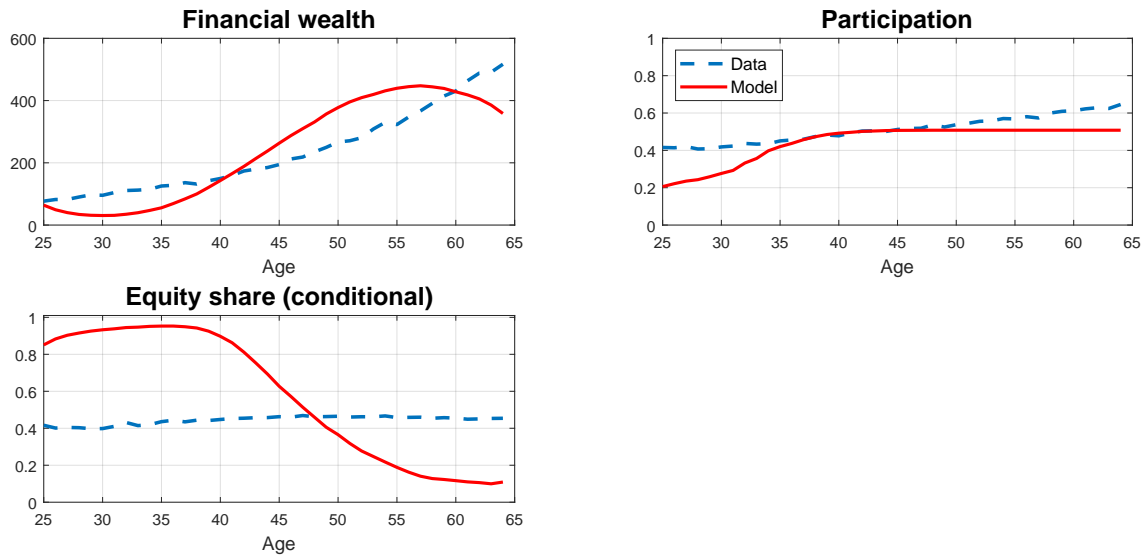 Financial wealth
600
400
200
0
25 30 35 40 45 50 55 60 65
Age
Participation
1
0.8
0.6
0.4
0.2
0
Data
Model
25 30 35 40 45 50 55 60 65
Age
Equity share (conditional)
1
0.8
0.6
0.4
0.2
0
25 30 35 40 45 50 55 60 65
Age